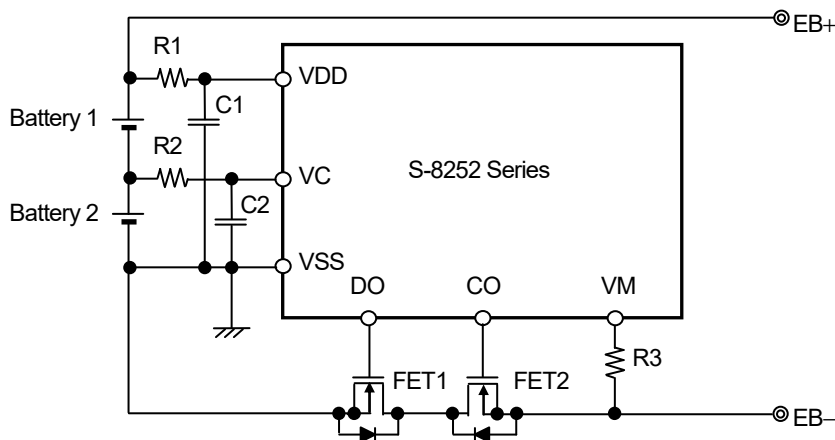 EB+
R1
VDD
C1
Battery 1
R2
S-8252 Series
VC
C2
Battery 2
VSS
DO
CO
VM
R3
FET1
FET2
EB−